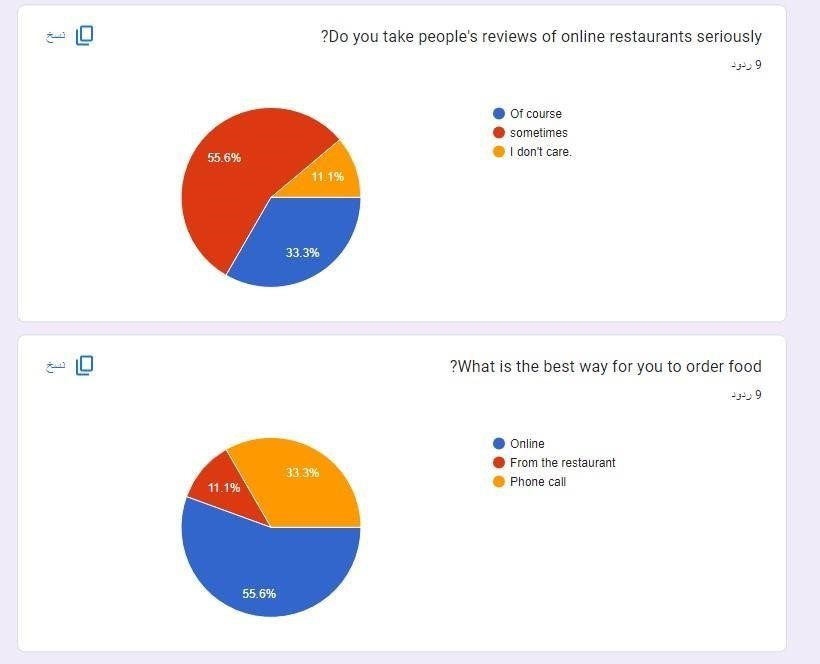 ?Do you take people's reviews of online restaurants seriously
نسخ
9 ردود
Of course
sometimes
I don't care.
55.6%
11.1%
33.3%
?What is the best way for you to order food
نسخ
9 ردود
Online
From the restaurant
Phone call
33.3%
11.1%
55.6%